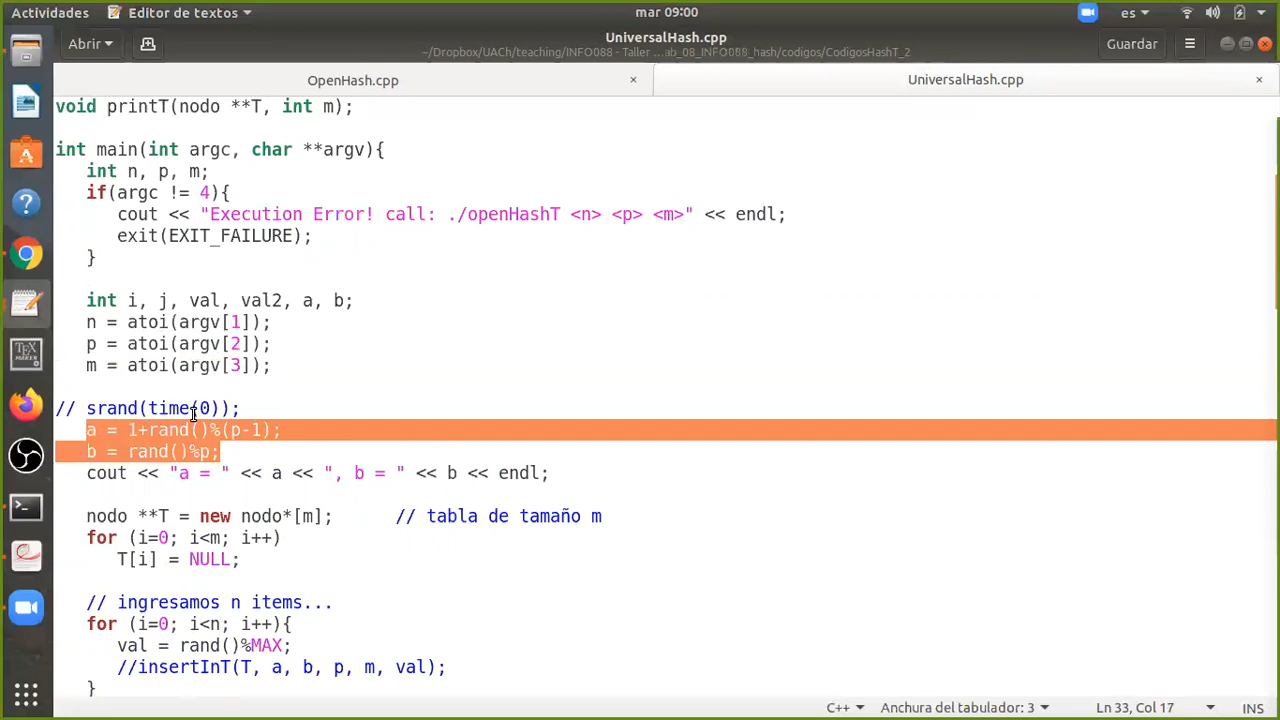 Actividades
Editor de textos
mar 09:00
es
Abrir
UniversalHash.cpp
~/Dropbox/UACh/teaching/INFO088 - Taller ...ab_08_INFO088_hash/codigos/CodigosHashT_2
Guardar
OpenHash.cpp ×
UniversalHash.cpp ×
void printT(nodo **T, int m);
int main(int argc, char **argv){
int n, p, m;
if(argc != 4){
cout << "Execution Error! call: ./openHashT <n> <p> <m>" << endl;
exit(EXIT_FAILURE);
}
int i, j, val, val2, a, b;
n = atoi(argv[1]);
p = atoi(argv[2]);
m = atoi(argv[3]);
// srand(time(0));
a = 1+rand()%(p-1);
b = rand()%p;
cout << "a = " << a << ", b = " << b << endl;
nodo **T = new nodo*[m]; // tabla de tamaño m
for (i=0; i<m; i++)
T[i] = NULL;
// ingresamos n items...
for (i=0; i<n; i++){
val = rand()%MAX;
//insertInT(T, a, b, p, m, val);
}
C++ Anchura del tabulador: 3 Ln 33, Col 17 INS